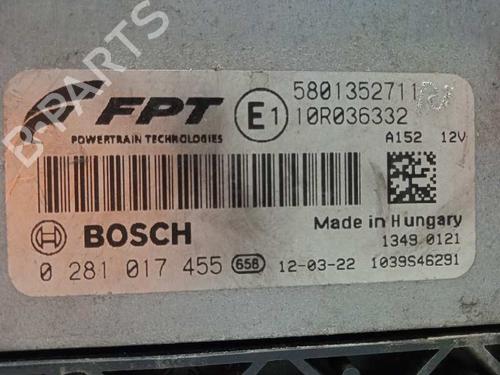 B-PARTS
FPT
POWERTRAIN TECHNOLOGIES
E1
5801352711
10R036332
A152 12V
BOSCH
Made in Hungary
1349 0121
0 281 017 455 658 12-03-22 1039S46291